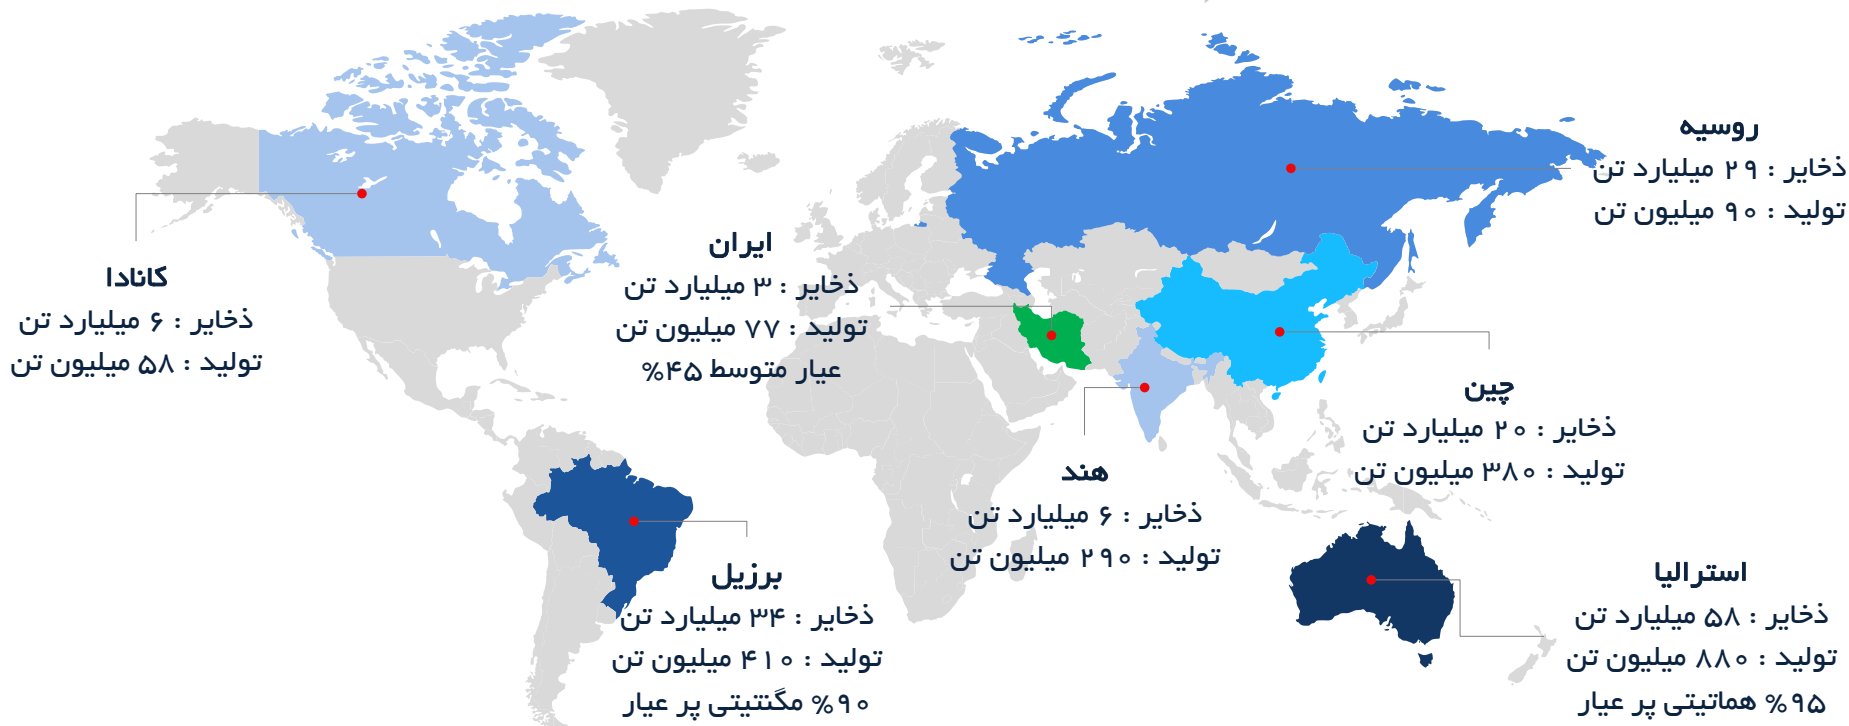 روسیه
ذخایر : ۲۹ میلیارد تن
تولید : ۹۰ میلیون تن
ایران
ذخایر : ۳ میلیارد تن
تولید : ۷۷ میلیون تن
عیار متوسط ۴۵%
کانادا
ذخایر : ۶ میلیارد تن
تولید : ۵۸ میلیون تن
چین
ذخایر : ۲۰ میلیارد تن
تولید : ۳۸۰ میلیون تن
هند
ذخایر : ۶ میلیارد تن
تولید : ۲۹۰ میلیون تن
برزیل
ذخایر : ۳۴ میلیارد تن
تولید : ۴۱۰ میلیون تن
۹۰% مگنتیتی پر عیار
استرالیا
ذخایر : ۵۸ میلیارد تن
تولید : ۸۸۰ میلیون تن
۹۵% هماتیتی پر عیار